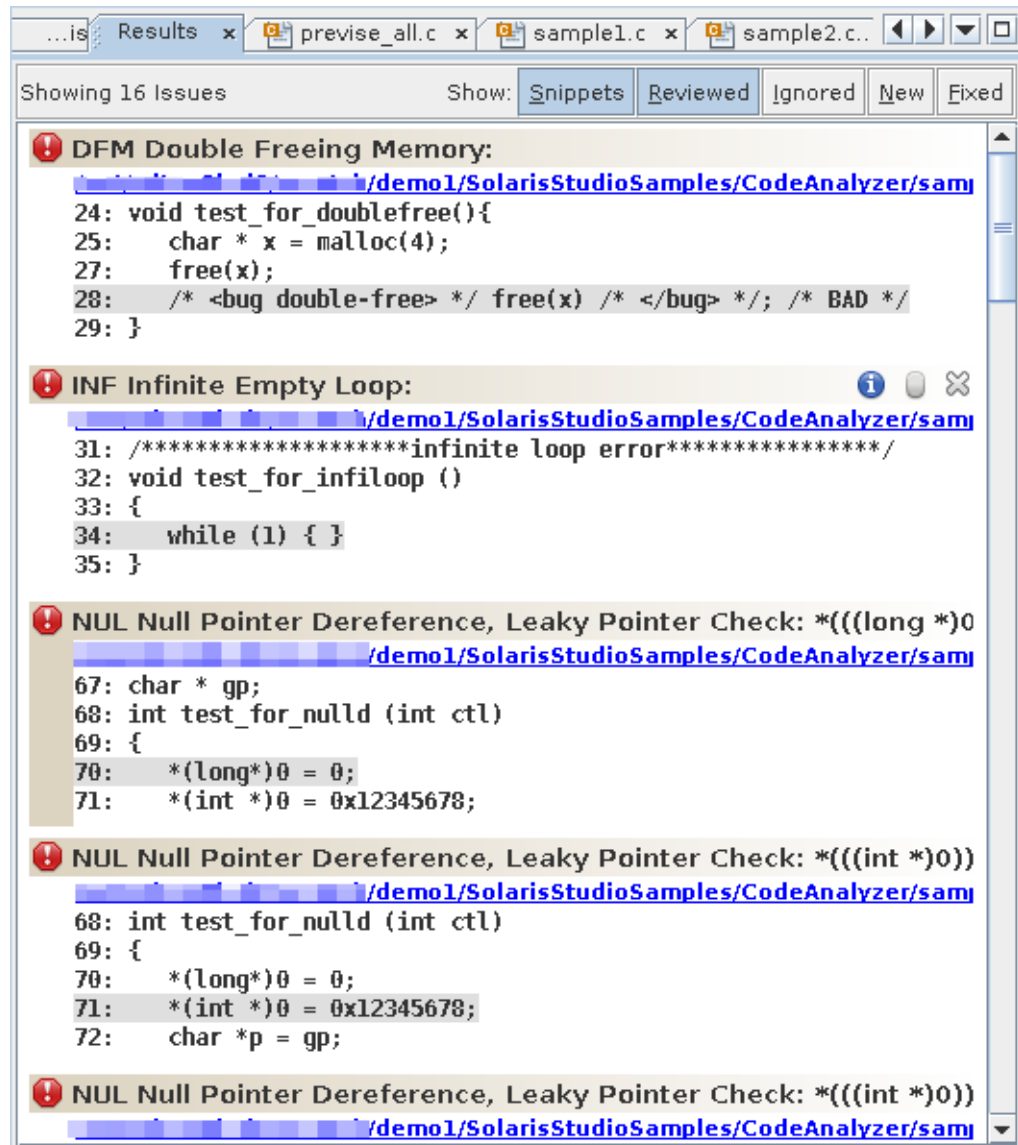 ...is Results x previse_all.c x sample1.c x sample2.c..
Showing 16 Issues Show: Snippets Reviewed Ignored New Fixed
DFM Double Freeing Memory:
/demo1/SolarisStudioSamples/CodeAnalyzer/sam
24: void test_for_doublefree(){
25: char * x = malloc(4);
27: free(x);
28: /* <bug double-free> */ free(x) /* </bug> */; /* BAD */
29: }
INF Infinite Empty Loop:
/demo1/SolarisStudioSamples/CodeAnalyzer/sam
31: /********************infinite loop error****************/
32: void test_for_infiloop ()
33: {
34: while (1) { }
35: }
NUL Null Pointer Dereference, Leaky Pointer Check: *(((long *)0
/demo1/SolarisStudioSamples/CodeAnalyzer/sam
67: char * gp;
68: int test_for_nulld (int ctl)
69: {
70: *(long*)0 = 0;
71: *(int *)0 = 0x12345678;
NUL Null Pointer Dereference, Leaky Pointer Check: *(((int *)0))
/demo1/SolarisStudioSamples/CodeAnalyzer/sam
68: int test_for_nulld (int ctl)
69: {
70: *(long*)0 = 0;
71: *(int *)0 = 0x12345678;
72: char *p = gp;
NUL Null Pointer Dereference, Leaky Pointer Check: *(((int *)0))
/demo1/SolarisStudioSamples/CodeAnalyzer/sam